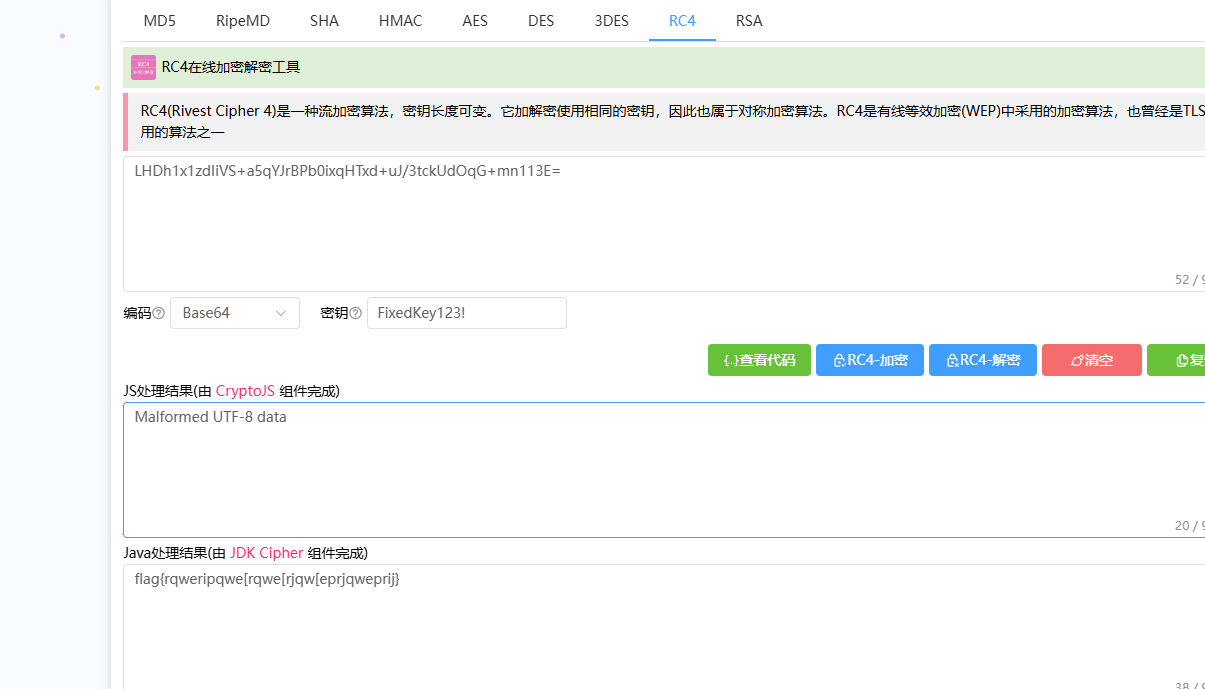 MD5 RipeMD SHA HMAC AES DES 3DES RC4 RSA
RC4在线加密解密工具
RC4(Rivest Cipher 4)是一种流加密算法，密钥长度可变。它加解密使用相同的密钥，因此也属于对称加密算法。RC4是有线等效加密(WEP)中采用的加密算法，也曾经是TLS
用的算法之一
LHDh1x1zdIiVS+a5qYJrBPb0ixqHTxd+uJ/3tckUdOqG+mn113E=
52 / 9
编码 Base64 密钥 FixedKey123!
{..}查看代码 RC4-加密 RC4-解密 清空 复
JS处理结果(由 CryptoJS 组件完成)
Malformed UTF-8 data
20 / 9
Java处理结果(由 JDK Cipher 组件完成)
flag{rqweripqwe[rqwe[rjqw[eprjqweprij}
38 / 9